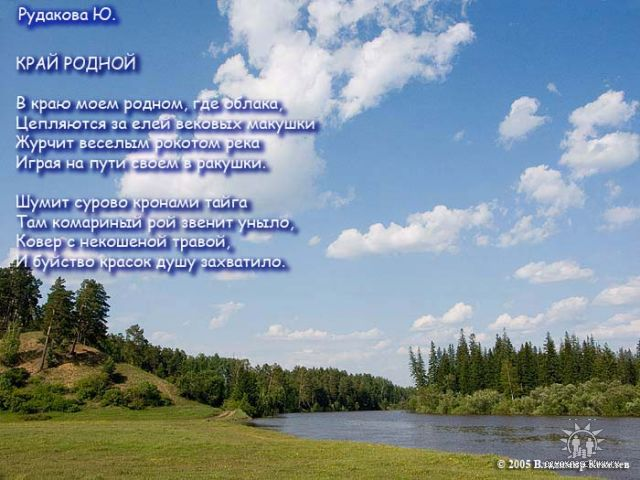 Рудакова Ю.
КРАЙ РОДНОЙ
В краю моем родном, где облака,
Цепляются за елей вековых макушки
Журчит веселым рокотом река
Играя на пути своем в ракушки.
Шумит сурово кронами тайга
Там комариный рой звенит уныло,
Ковер с некошеной травой,
И буйство красок душу захватило.
© 2005 Владимир